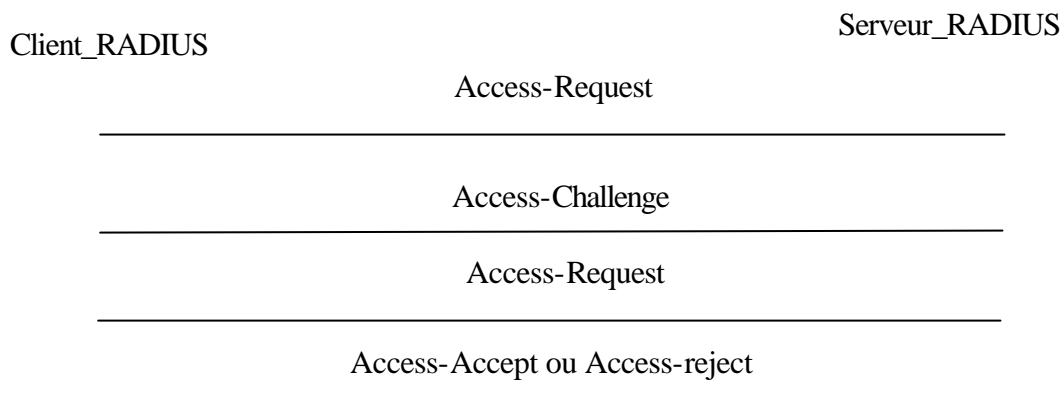 Client_RADIUS
Serveur_RADIUS
Access-Request
Access-Challenge
Access-Request
Access-Accept ou Access-reject